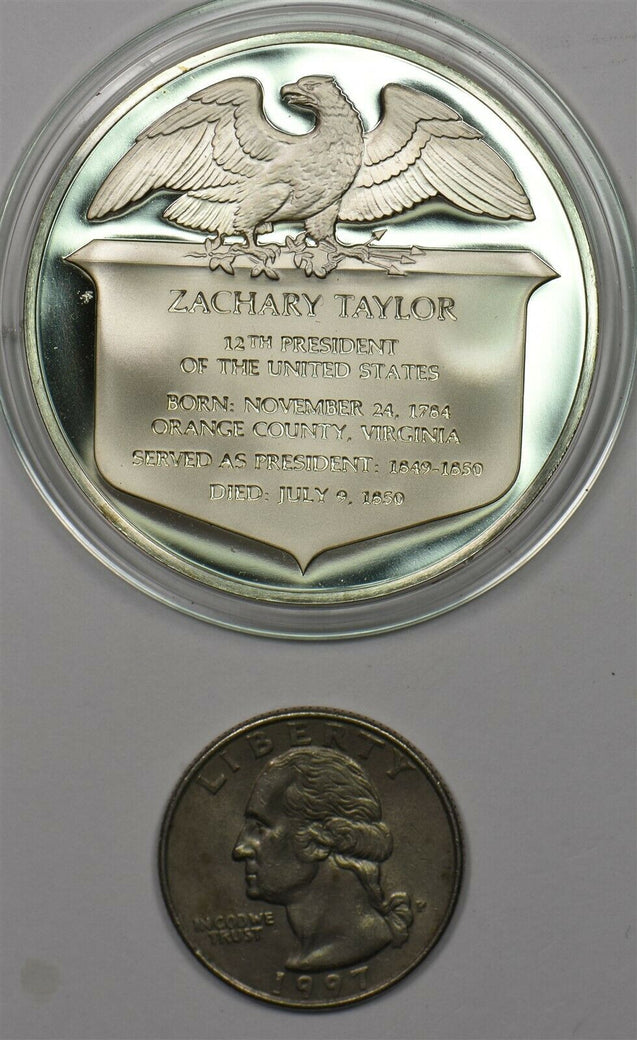 ZACHARY TAYLOR
12TH PRESIDENT
OF THE UNITED STATES
BORN: NOVEMBER 24, 1784
ORANGE COUNTY, VIRGINIA
SERVED AS PRESIDENT: 1849-1850
DIED: JULY 9, 1850
LIBERTY
IN GOD WE
TRUST
P
1997